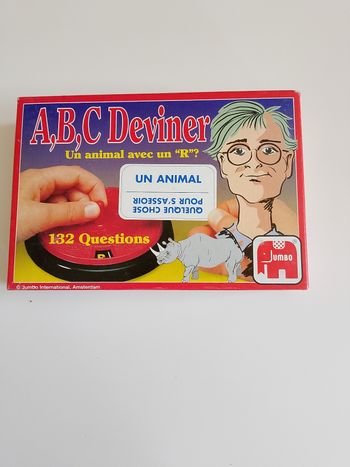 A,B,C Deviner
Un animal avec un "R"?
UN ANIMAL
QUELQUE CHOSE
POUR S'ASSEOIR
132 Questions
R
JUMBO
© Jumbo International, Amsterdam